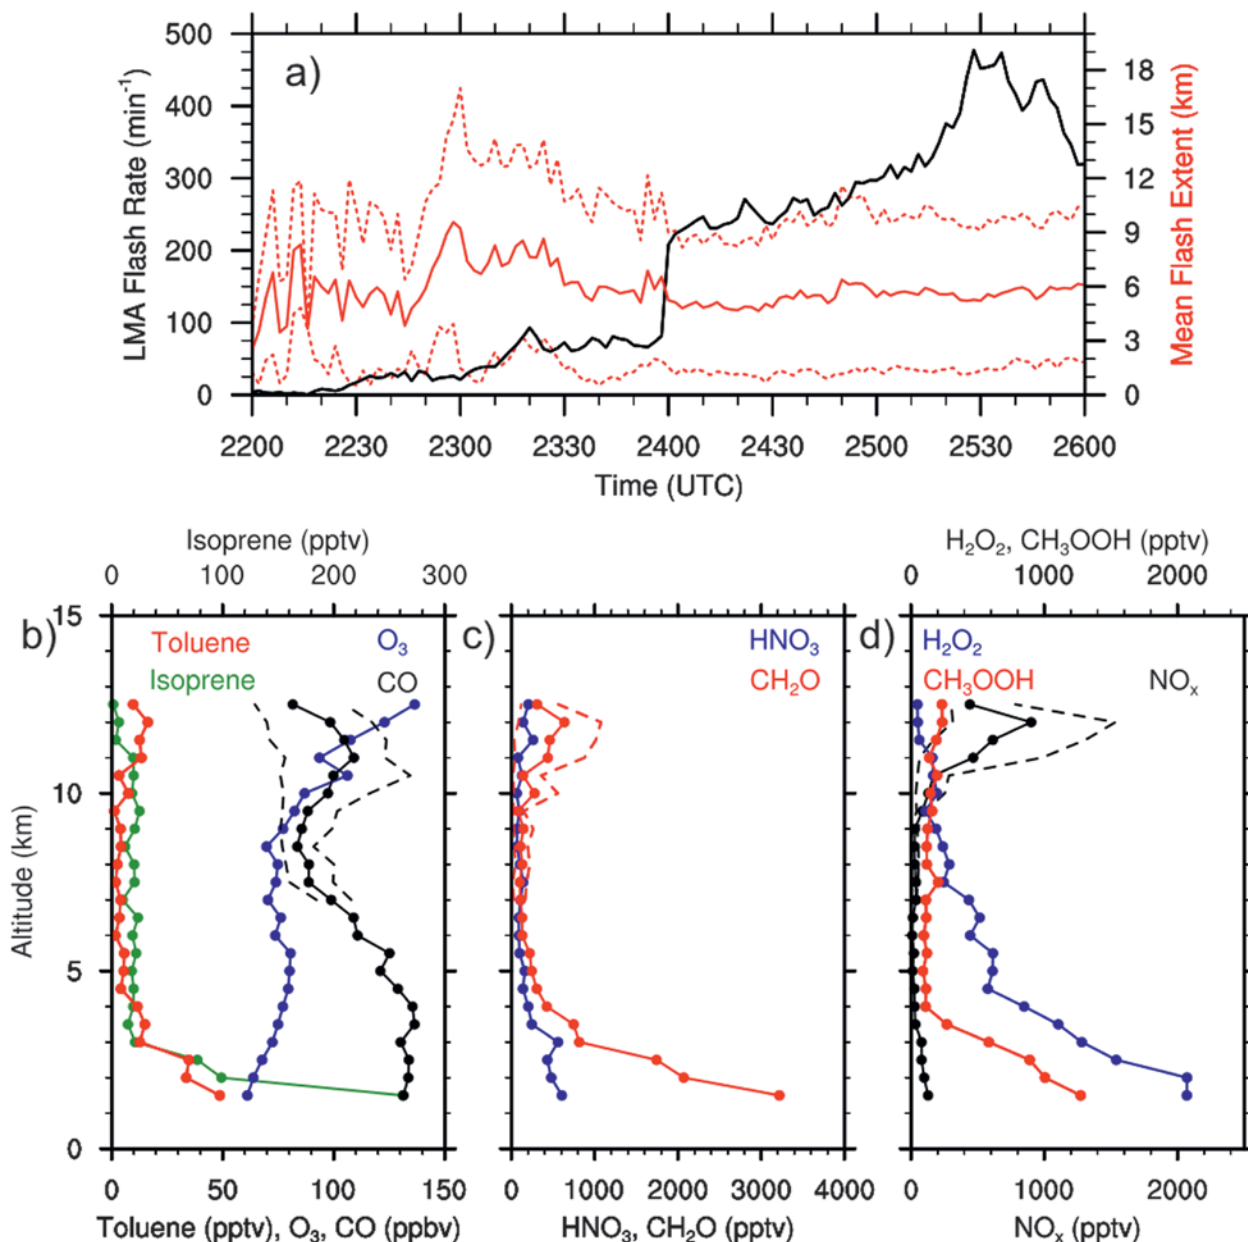 a)
500
400
300
200
100
0
LMA Flash Rate (min⁻¹)
18
15
12
9
6
3
0
Mean Flash Extent (km)
2200 2230 2300 2330 2400 2430 2500 2530 2600
Time (UTC)
Isoprene (pptv)
0 100 200 300
H₂O₂, CH₃OOH (pptv)
0 1000 2000
b)
Toluene
Isoprene
O₃
CO
c)
HNO₃
CH₂O
d)
H₂O₂
CH₃OOH
NOₓ
15
10
5
0
Altitude (km)
0 50 100 150
Toluene (pptv), O₃, CO (ppbv)
0 1000 2000 3000 4000
HNO₃, CH₂O (pptv)
0 1000 2000
NOₓ (pptv)